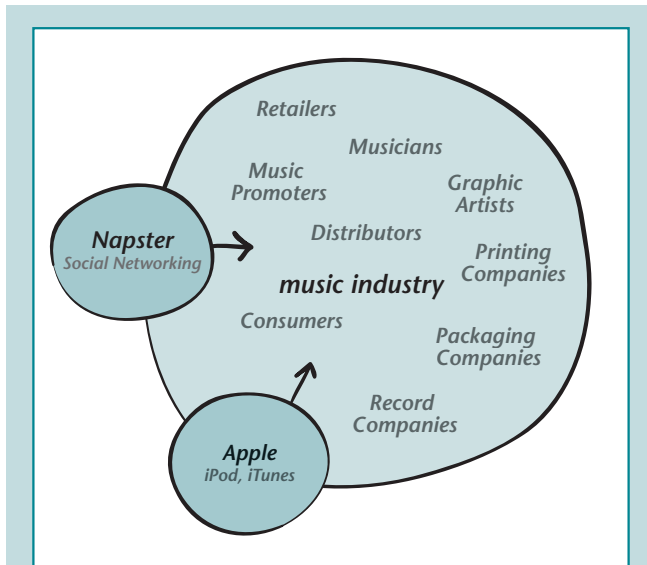 Retailers
Musicians
Music
Promoters
Graphic
Artists
Napster
Social Networking
Distributors
Printing
Companies
music industry
Consumers
Packaging
Companies
Record
Companies
Apple
iPod, iTunes